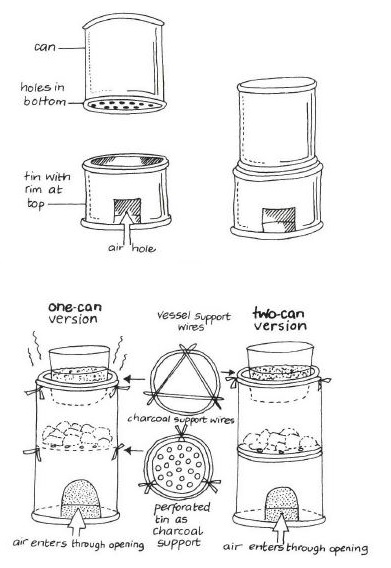 can
holes in
bottom
tin with
rim at
top
air hole
one-can
version
vessel support
wires
two-can
version
charcoal support wires
perforated
tin as
charcoal
support
air enters through opening
air enters through opening